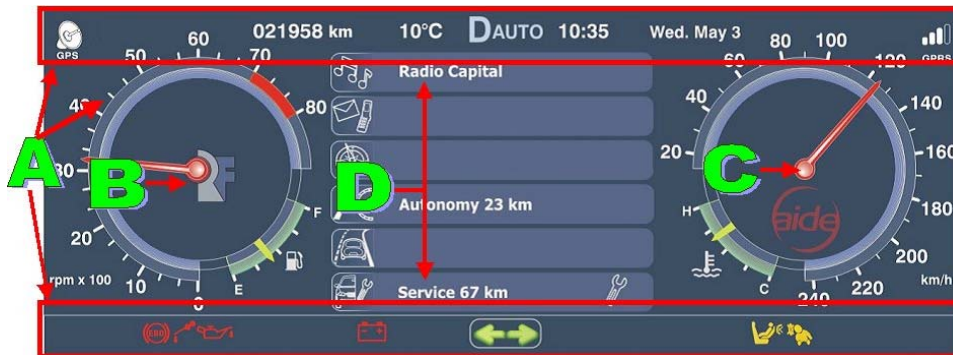 021958 km 10°C DAUTO 10:35 Wed. May 3
GPS
GPRS
Radio Capital
Autonomy 23 km
Service 67 km
A
B
C
D
0
10
20
30
40
50
60
70
80
rpm x 100
F
E
RF
20
40
60
80
100
120
140
160
180
200
220
240
km/h
H
C
aide
EBD